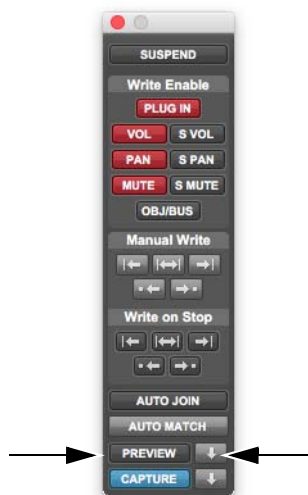 SUSPEND
Write Enable
PLUG IN
VOL S VOL
PAN S PAN
MUTE S MUTE
OBJ/BUS
Manual Write
Write on Stop
AUTO JOIN
AUTO MATCH
PREVIEW
CAPTURE